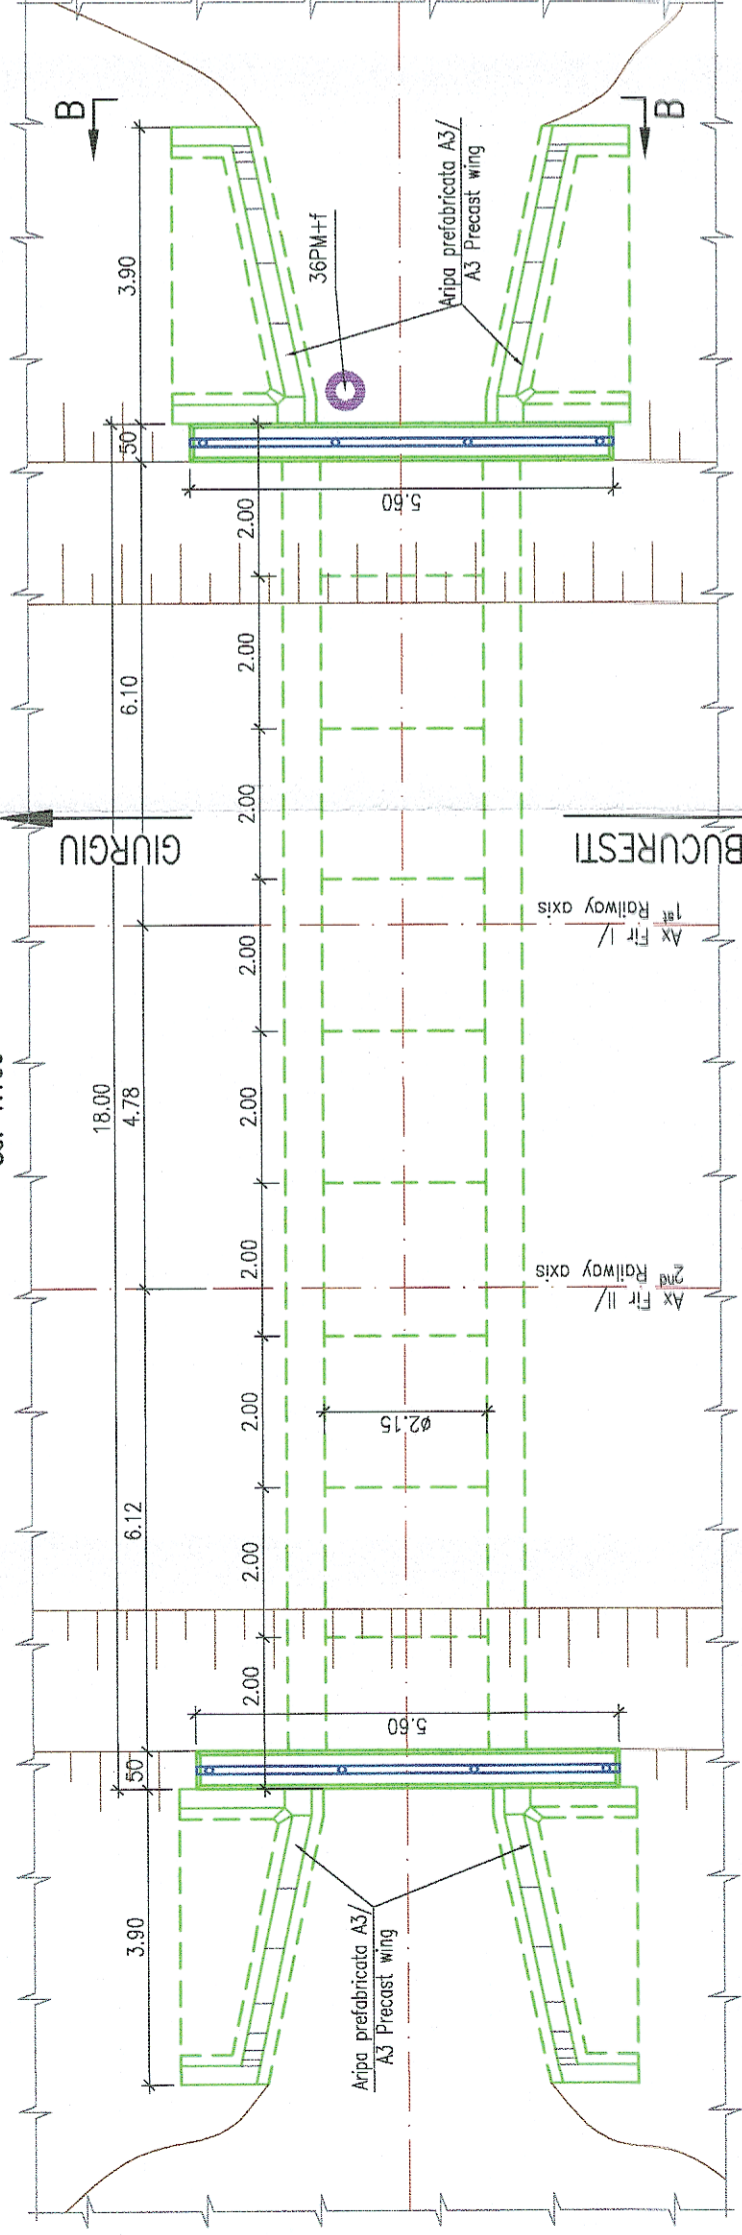 B
B
3.90
36PM+f
Aripa prefabricata A3/
A3 Precast wing
50
5.60
2.00
2.00
6.10
2.00
GIURGIU
BUCURESTI
Ax Fir I/
1st Railway axis
2.00
18.00
4.78
2.00
2.00
Ax Fir II/
2nd Railway axis
2.00
ø2.15
6.12
2.00
2.00
5.60
50
3.90
Aripa prefabricata A3/
A3 Precast wing